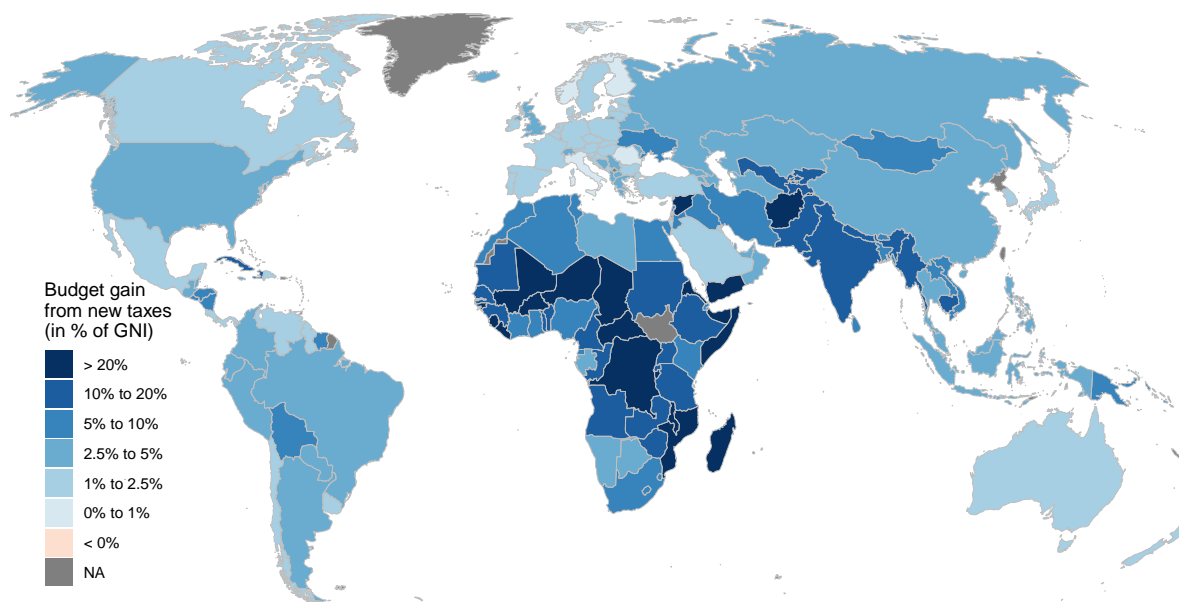 Budget gain
from new taxes
(in % of GNI)
> 20%
10% to 20%
5% to 10%
2.5% to 5%
1% to 2.5%
0% to 1%
< 0%
NA